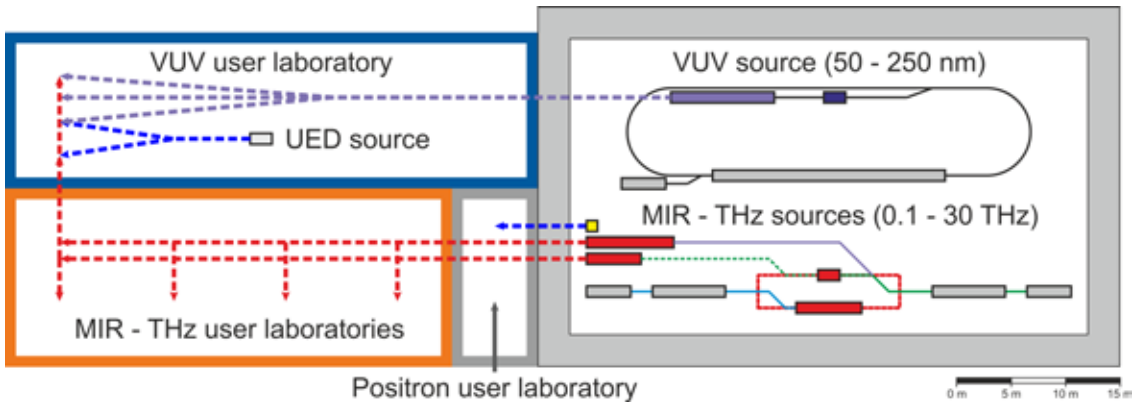 VUV user laboratory
VUV source (50 - 250 nm)
UED source
MIR - THz sources (0.1 - 30 THz)
MIR - THz user laboratories
Positron user laboratory
0 m 5 m 10 m 15 m